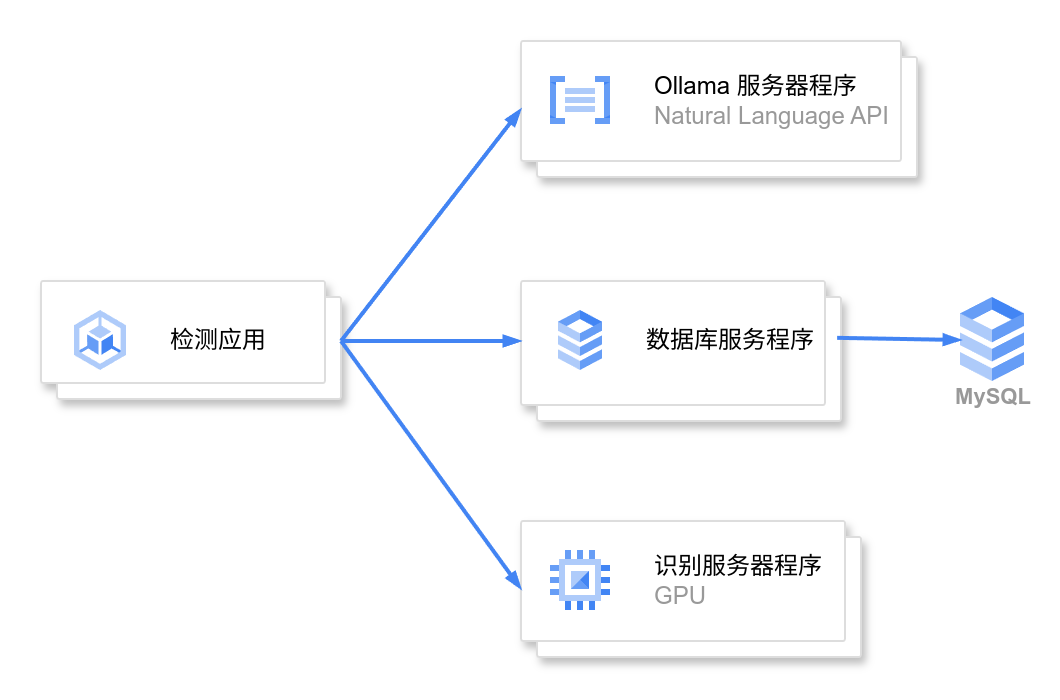 Ollama 服务器程序
Natural Language API
检测应用
数据库服务程序
MySQL
识别服务器程序
GPU